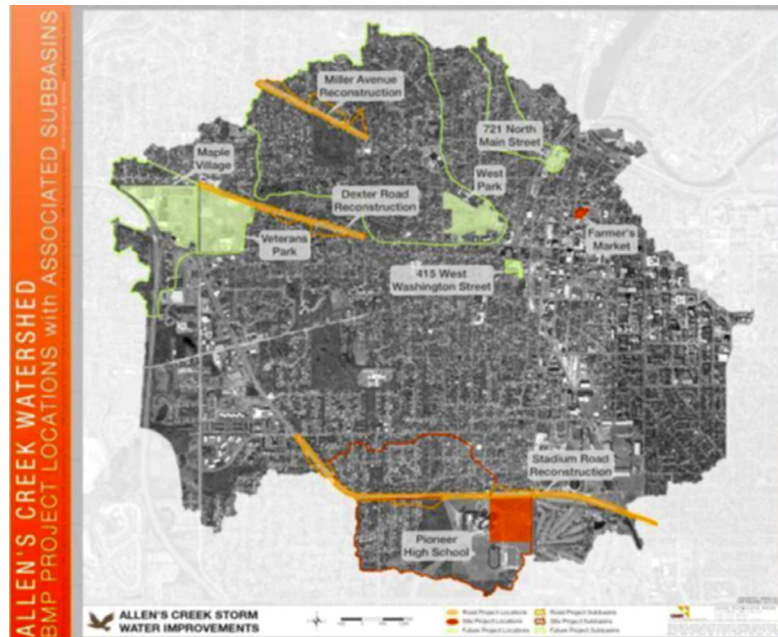 ALLEN'S CREEK WATERSHED
BMP PROJECT LOCATIONS with ASSOCIATED SUBBASINS
Miller Avenue
Reconstruction
721 North
Main Street
Maple
Village
West
Park
Dexter Road
Reconstruction
Veterans
Park
Farmer's
Market
415 West
Washington Street
Stadium Road
Reconstruction
Pioneer
High School
ALLEN'S CREEK STORM
WATER IMPROVEMENTS
Road Project Locations
Site Project Locations
Future Project Locations
Road Project Subbasins
Site Project Subbasins
Future Project Subbasins